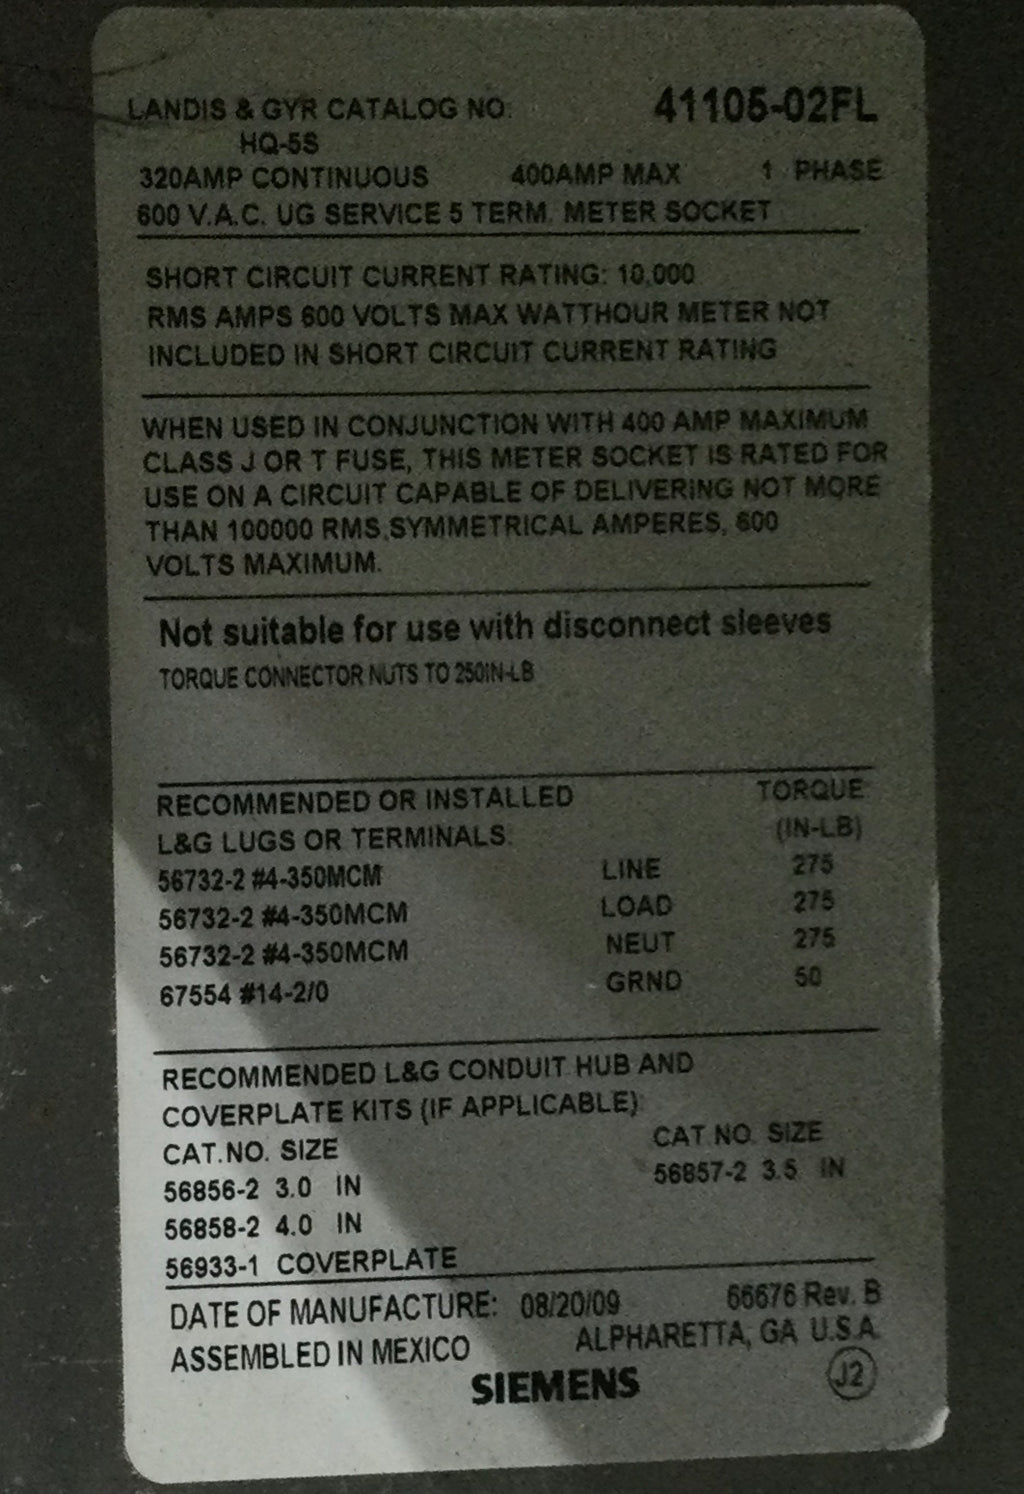 LANDIS & GYR CATALOG NO. 41105-02FL
HQ-5S
320AMP CONTINUOUS 400AMP MAX 1 PHASE
600 V.A.C. UG SERVICE 5 TERM. METER SOCKET
SHORT CIRCUIT CURRENT RATING: 10,000
RMS AMPS 600 VOLTS MAX WATTHOUR METER NOT
INCLUDED IN SHORT CIRCUIT CURRENT RATING
WHEN USED IN CONJUNCTION WITH 400 AMP MAXIMUM
CLASS J OR T FUSE, THIS METER SOCKET IS RATED FOR
USE ON A CIRCUIT CAPABLE OF DELIVERING NOT MORE
THAN 100000 RMS SYMMETRICAL AMPERES, 600
VOLTS MAXIMUM.
Not suitable for use with disconnect sleeves
TORQUE CONNECTOR NUTS TO 250IN-LB
RECOMMENDED OR INSTALLED TORQUE
L&G LUGS OR TERMINALS. (IN-LB)
56732-2 #4-350MCM LINE 275
56732-2 #4-350MCM LOAD 275
56732-2 #4-350MCM NEUT 275
67554 #14-2/0 GRND 50
RECOMMENDED L&G CONDUIT HUB AND
COVERPLATE KITS (IF APPLICABLE)
CAT.NO. SIZE CAT NO. SIZE
56856-2 3.0 IN 56857-2 3.5 IN
56858-2 4.0 IN
56933-1 COVERPLATE
DATE OF MANUFACTURE: 08/20/09 66676 Rev. B
ASSEMBLED IN MEXICO ALPHARETTA, GA U.S.A.
SIEMENS J2